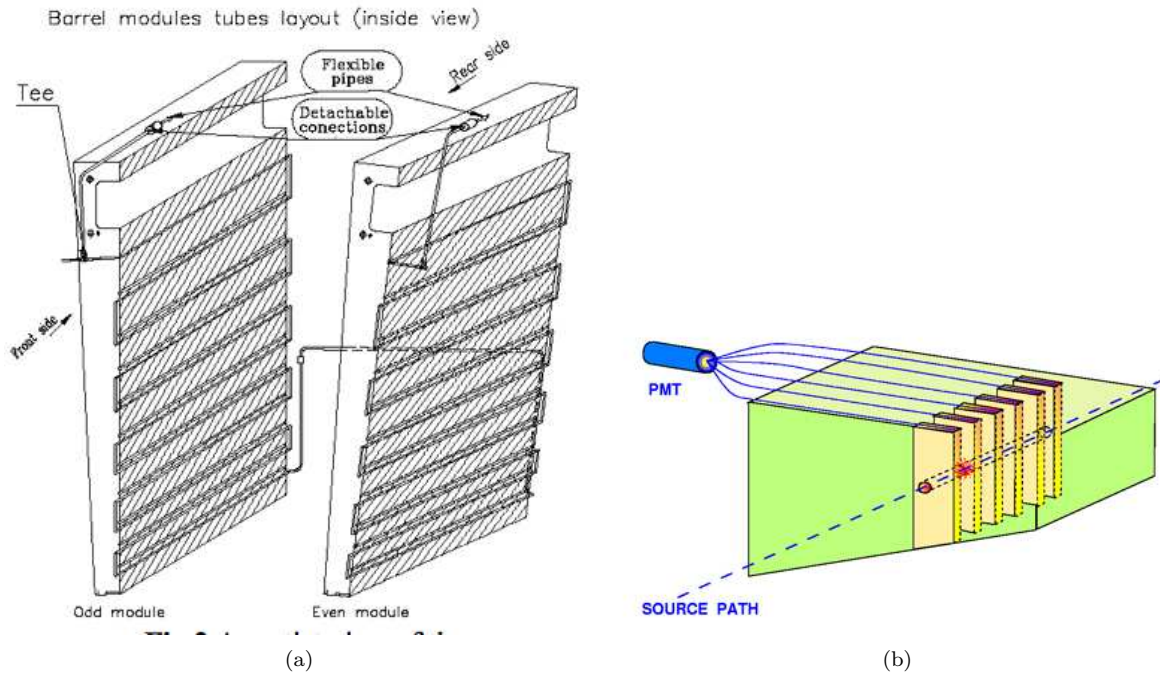 Barrel modules tubes layout (inside view)
Flexible
pipes
Rear side
Tee
Detachable
conections
Front side
PMT
SOURCE PATH
Odd module
Even module
(a)
(b)